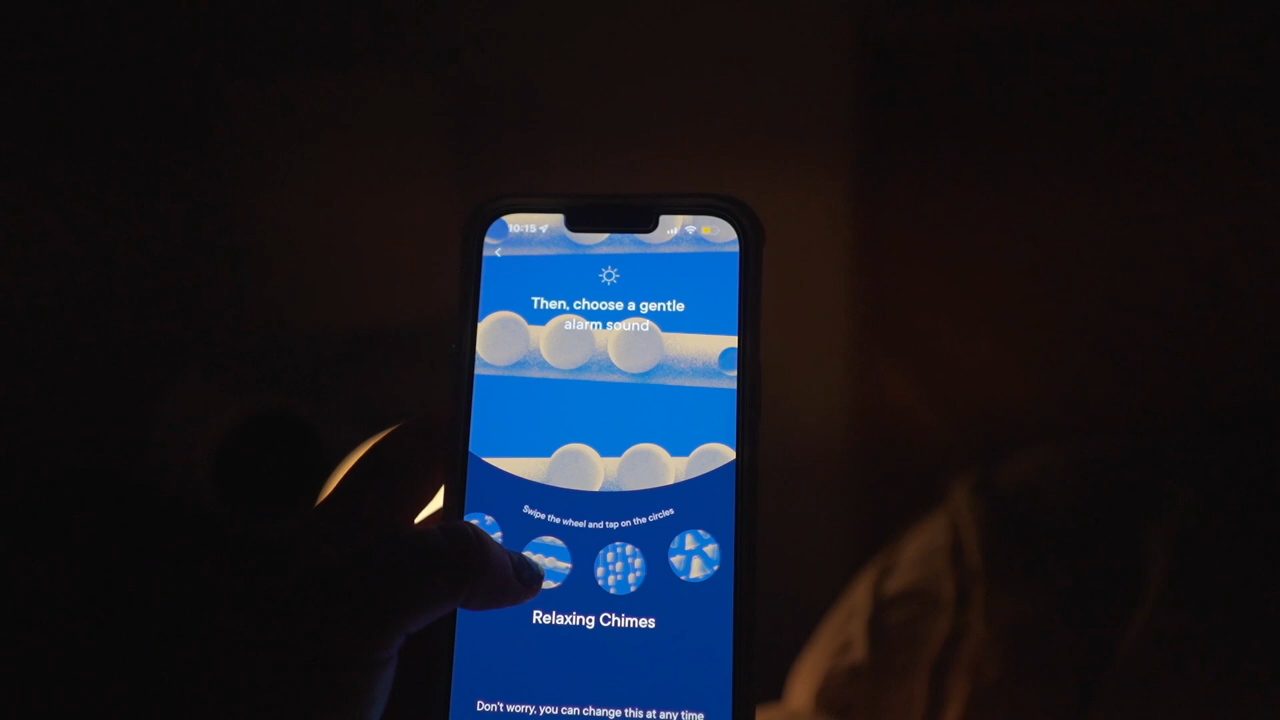 10:15
Then, choose a gentle
alarm sound
Swipe the wheel and tap on the circles
Relaxing Chimes
Don't worry, you can change this at any time